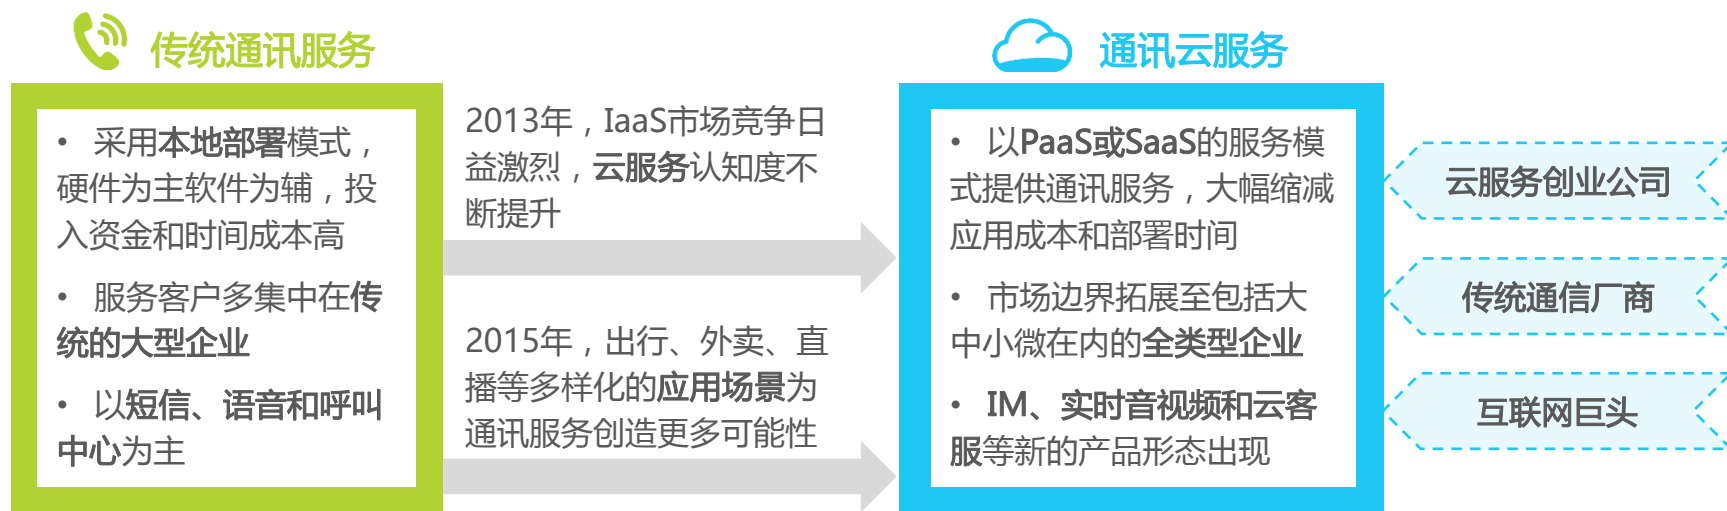 传统通讯服务
• 采用本地部署模式，
硬件为主软件为辅，投
入资金和时间成本高
• 服务客户多集中在传
统的大型企业
• 以短信、语音和呼叫
中心为主
2013年，IaaS市场竞争日
益激烈，云服务认知度不
断提升
2015年，出行、外卖、直
播等多样化的应用场景为
通讯服务创造更多可能性
通讯云服务
• 以PaaS或SaaS的服务模
式提供通讯服务，大幅缩减
应用成本和部署时间
• 市场边界拓展至包括大
中小微在内的全类型企业
• IM、实时音视频和云客
服等新的产品形态出现
云服务创业公司
传统通信厂商
互联网巨头